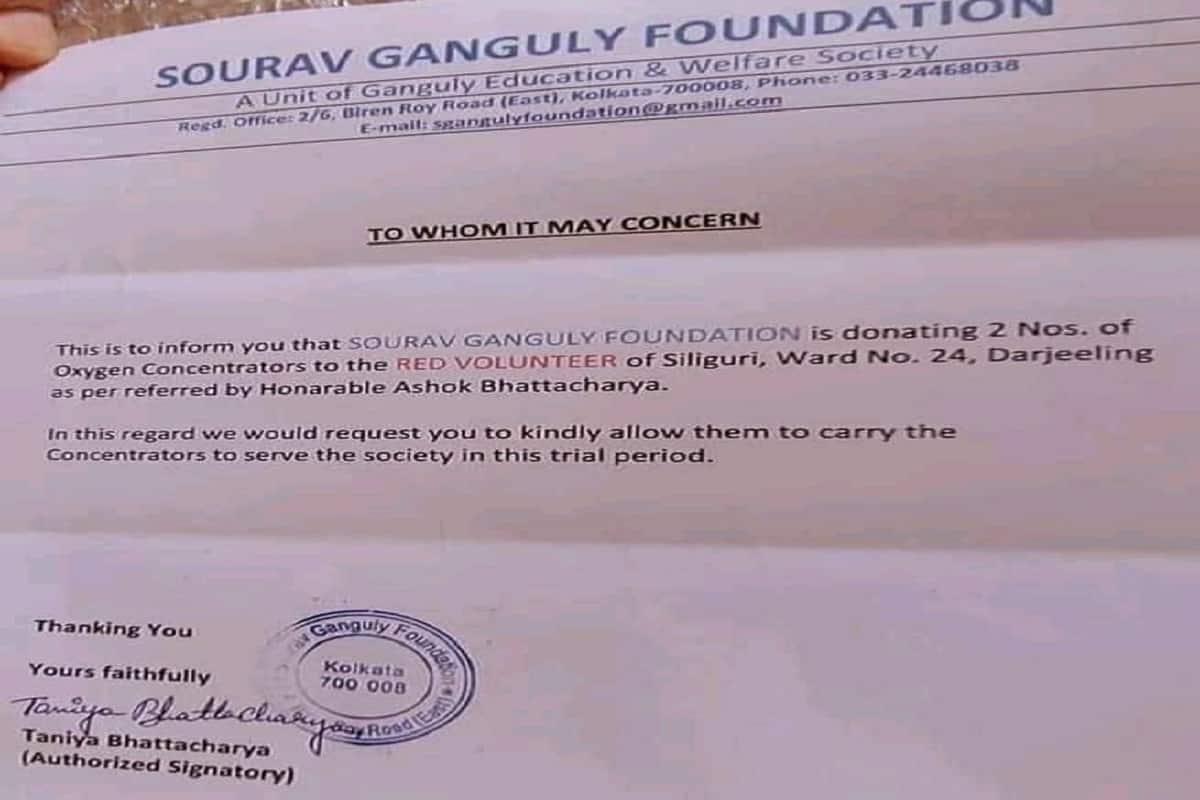 SOURAV GANGULY FOUNDATION
A Unit of Ganguly Education & Welfare Society
Regd. Office: 2/6, Biren Roy Road (East), Kolkata-700008, Phone: 033-24468038
E-mail: sgangulyfoundation@gmail.com
TO WHOM IT MAY CONCERN
This is to inform you that SOURAV GANGULY FOUNDATION is donating 2 Nos. of
Oxygen Concentrators to the RED VOLUNTEER of Siliguri, Ward No. 24, Darjeeling
as per referred by Honarable Ashok Bhattacharya.
In this regard we would request you to kindly allow them to carry the
Concentrators to serve the society in this trial period.
Thanking You
Yours faithfully
Taniya Bhattacharya
Taniya Bhattacharya
(Authorized Signatory)
Ganguly Foundation
Kolkata
700 008
Road (East)